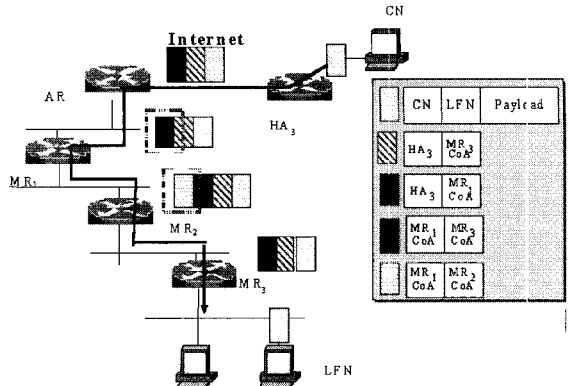 CN
Internet
AR
HA3
MR1
MR2
MR3
LFN
CN LFN Payload
HA3 MR3 CoA
HA3 MR1 CoA
MR1 CoA MR3 CoA
MR1 CoA MR2 CoA